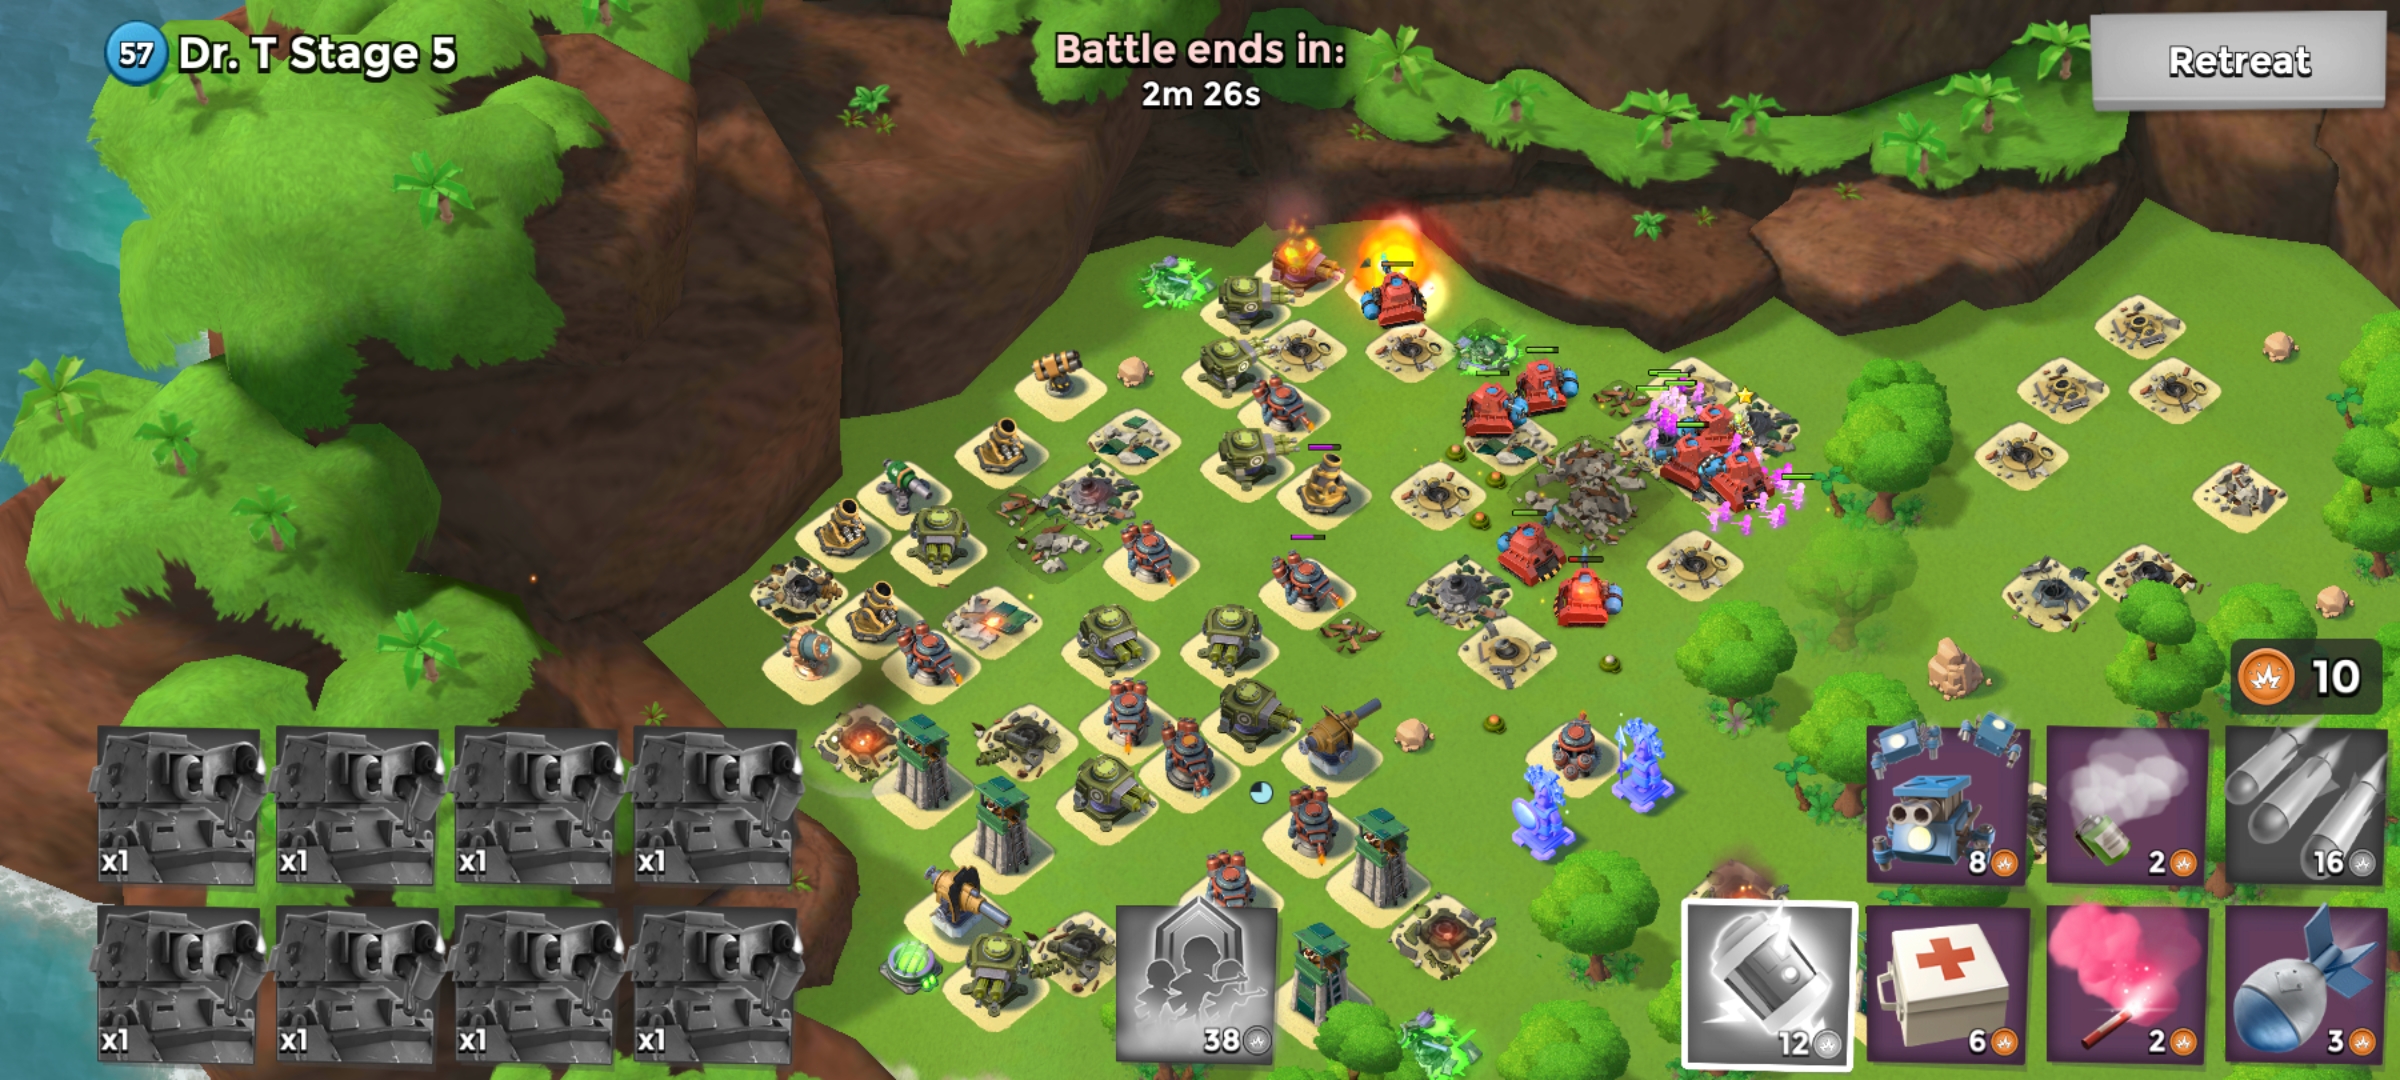 57 Dr. T Stage 5
Battle ends in:
2m 26s
Retreat
10
x1 x1 x1 x1
8 2 16
x1 x1 x1 x1
38 12 6 2 3